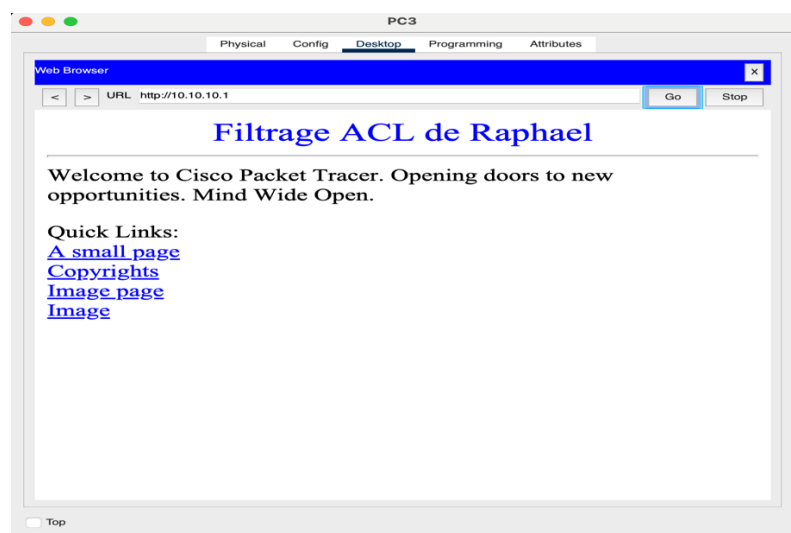 PC3
Physical Config Desktop Programming Attributes
Web Browser X
< > URL http://10.10.10.1 Go Stop
Filtrage ACL de Raphael
Welcome to Cisco Packet Tracer. Opening doors to new
opportunities. Mind Wide Open.
Quick Links:
A small page
Copyrights
Image page
Image
Top